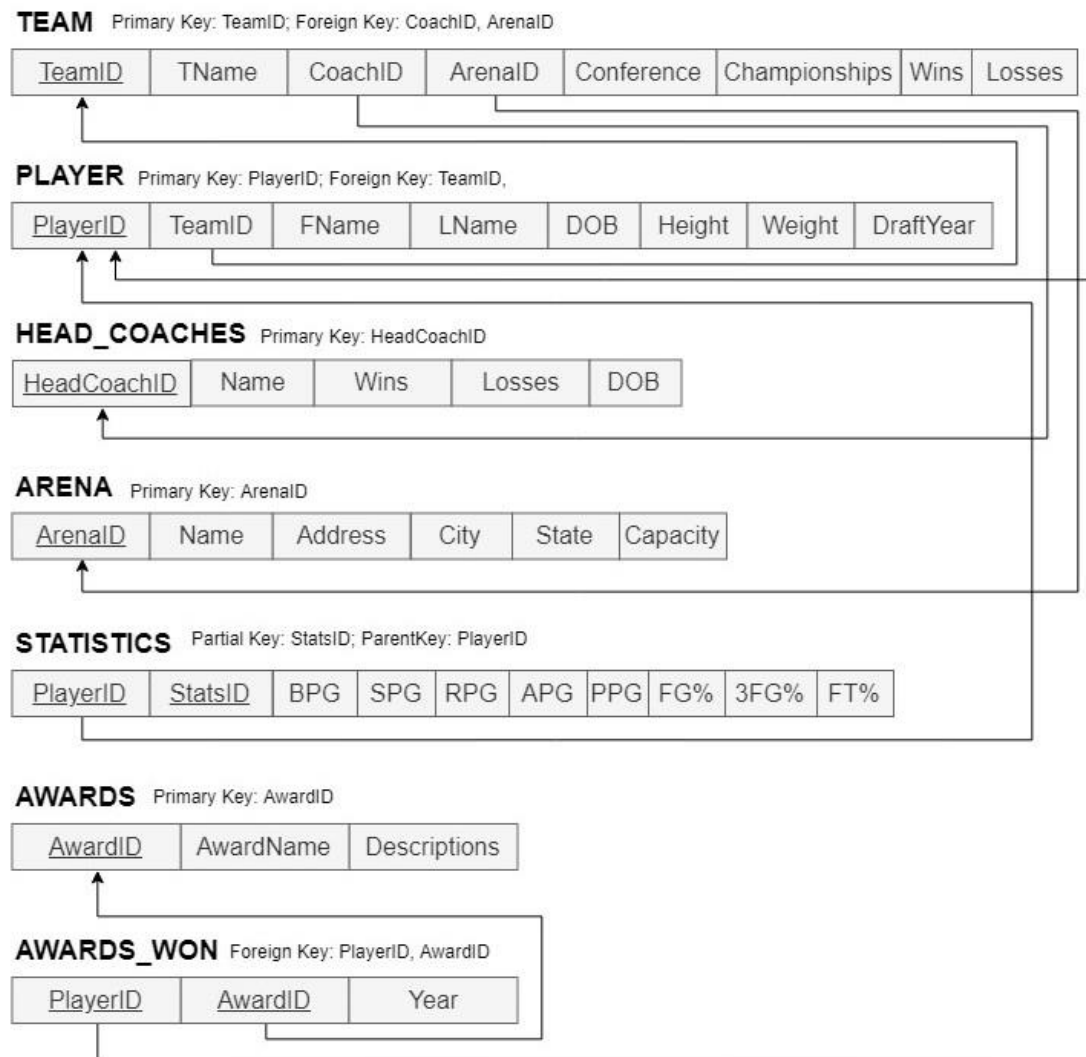 TEAM Primary Key: TeamID; Foreign Key: CoachID, ArenaID
TeamID TName CoachID ArenaID Conference Championships Wins Losses
PLAYER Primary Key: PlayerID; Foreign Key: TeamID,
PlayerID TeamID FName LName DOB Height Weight DraftYear
HEAD_COACHES Primary Key: HeadCoachID
HeadCoachID Name Wins Losses DOB
ARENA Primary Key: ArenaID
ArenaID Name Address City State Capacity
STATISTICS Partial Key: StatsID; ParentKey: PlayerID
PlayerID StatsID BPG SPG RPG APG PPG FG% 3FG% FT%
AWARDS Primary Key: AwardID
AwardID AwardName Descriptions
AWARDS_WON Foreign Key: PlayerID, AwardID
PlayerID AwardID Year